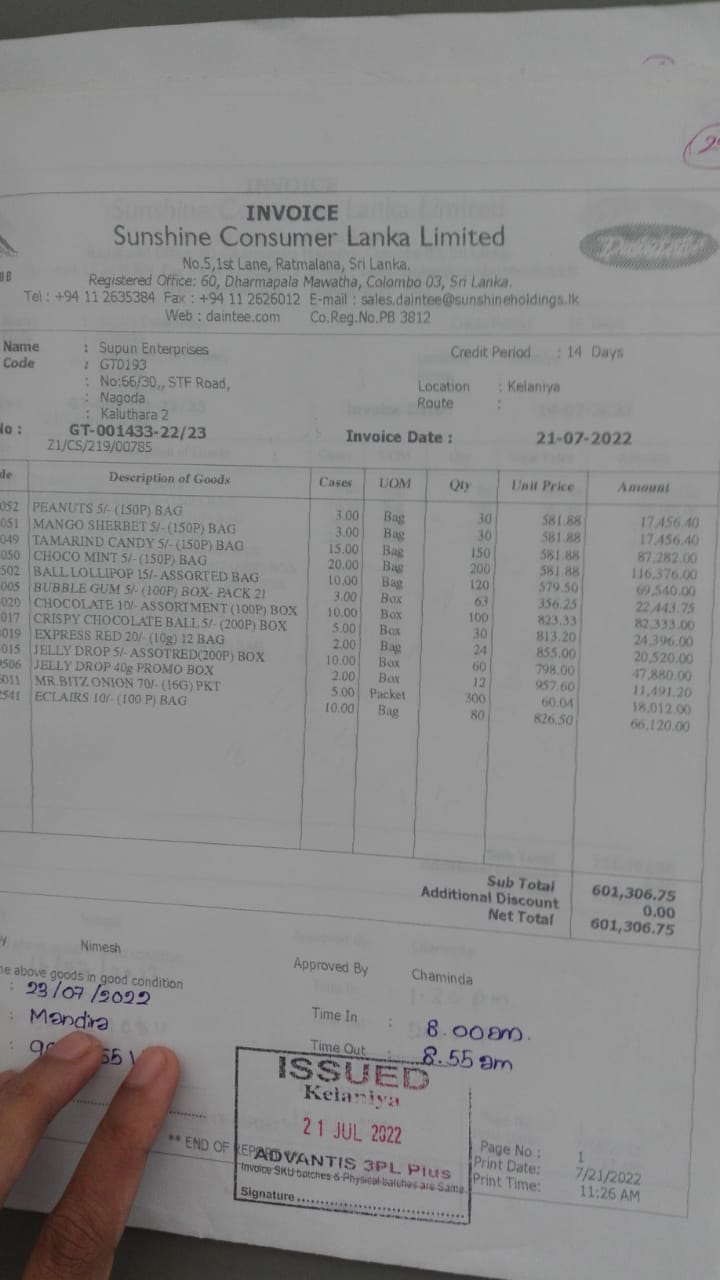 INVOICE
Sunshine Consumer Lanka Limited
No.5,1st Lane, Ratmalana, Sri Lanka.
Registered Office: 60, Dharmapala Mawatha, Colombo 03, Sri Lanka.
Tel : +94 11 2635384 Fax : +94 11 2626012 E-mail : sales.daintee@sunshineholdings.lk
Web : daintee.com Co.Reg.No.PB 3812
Name : Supun Enterprises Credit Period : 14 Days
Code : GT0193
: No:66/30,, STF Road, Location : Kelaniya
: Nagoda Route :
: Kaluthara 2
No : GT-001433-22/23 Invoice Date : 21-07-2022
Z1/CS/219/00785
de Description of Goods Cases UOM Qty Unit Price Amount
052 PEANUTS 5/- (150P) BAG 3.00 Bag 30 581.88 17,456.40
051 MANGO SHERBET 5/- (150P) BAG 3.00 Bag 30 581.88 17,456.40
049 TAMARIND CANDY 5/- (150P) BAG 15.00 Bag 150 581.88 87,282.00
050 CHOCO MINT 5/- (150P) BAG 20.00 Bag 200 581.88 116,376.00
502 BALL LOLLIPOP 15/- ASSORTED BAG 10.00 Bag 120 579.50 69,540.00
005 BUBBLE GUM 5/- (100P) BOX- PACK 21 3.00 Box 63 356.25 22,443.75
020 CHOCOLATE 10/- ASSORTMENT (100P) BOX 10.00 Box 100 823.33 82,333.00
017 CRISPY CHOCOLATE BALL 5/- (200P) BOX 5.00 Box 30 813.20 24,396.00
019 EXPRESS RED 20/- (10g) 12 BAG 2.00 Bag 24 855.00 20,520.00
015 JELLY DROP 5/- ASSOTRED(200P) BOX 10.00 Box 60 798.00 47,880.00
9506 JELLY DROP 40g PROMO BOX 2.00 Box 12 957.60 11,491.20
5011 MR.BITZ ONION 70/- (16G) PKT 5.00 Packet 300 60.04 18,012.00
2541 ECLAIRS 10/- (100 P) BAG 10.00 Bag 80 826.50 66,120.00
Sub Total 601,306.75
Additional Discount 0.00
Net Total 601,306.75
y Nimesh Approved By Chaminda
he above goods in good condition
: 23/07/2022 Time In : 8.00am.
: Mandira Time Out : 8.55am
ISSUED
Kelaniya
21 JUL 2022
** END OF
ADVANTIS 3PL Plus
Invoice SKU batches & Physical batches are Same
Signature
Page No : 1
Print Date: 7/21/2022
Print Time: 11:26 AM